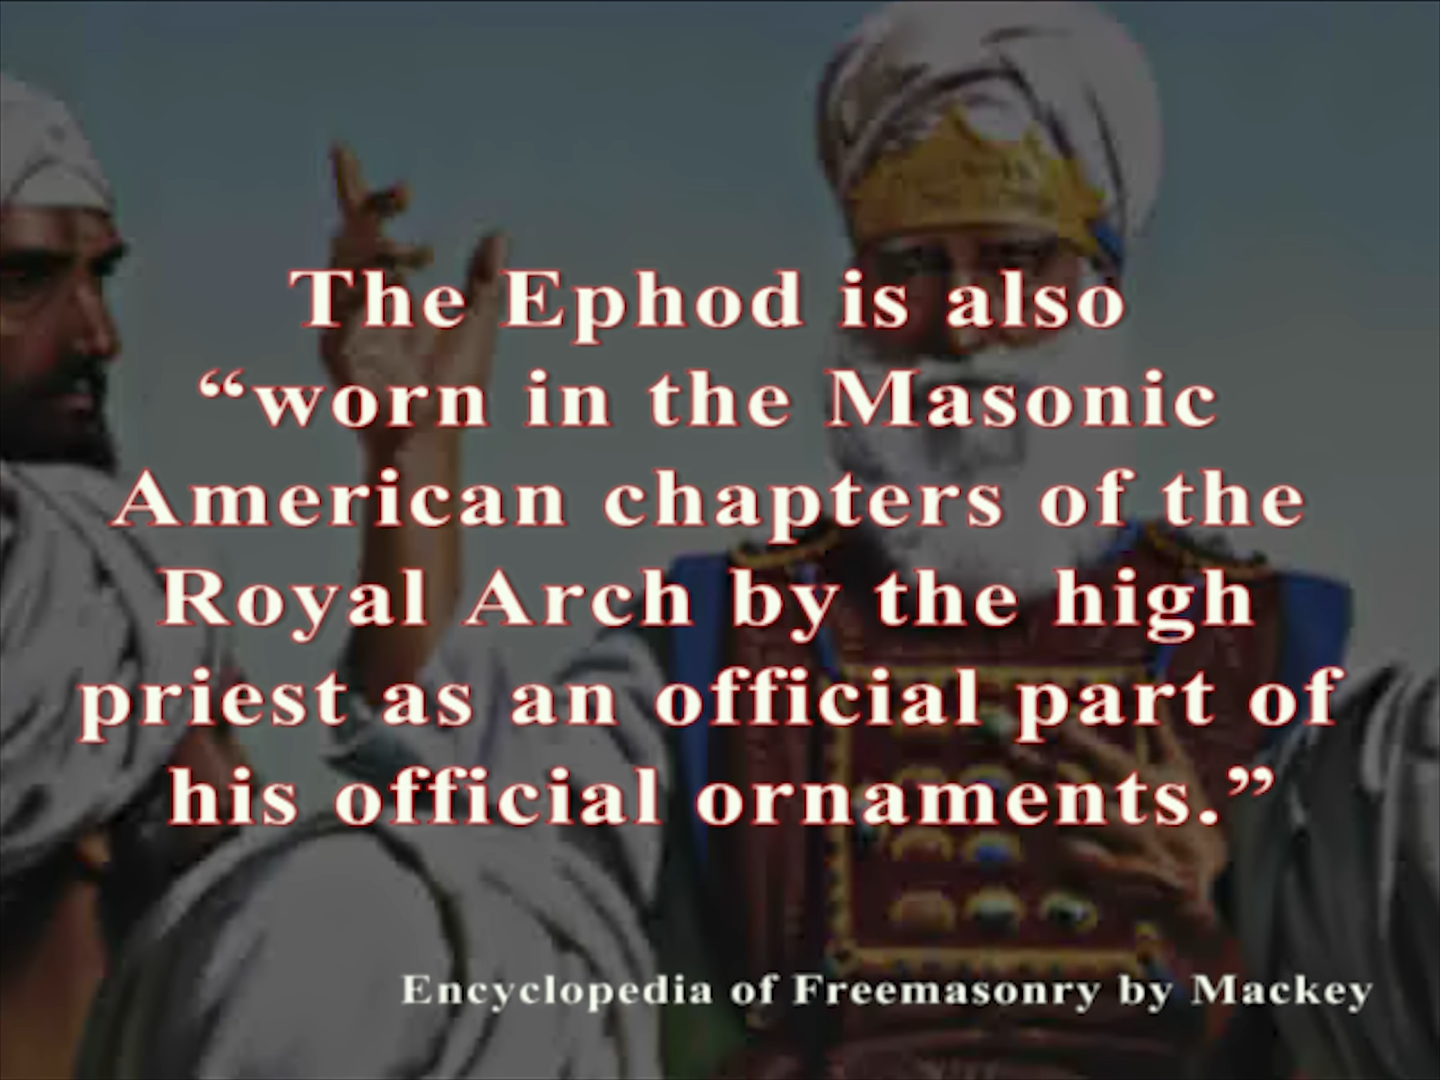 The Ephod is also
“worn in the Masonic
American chapters of the
Royal Arch by the high
priest as an official part of
his official ornaments.”
Encyclopedia of Freemasonry by Mackey